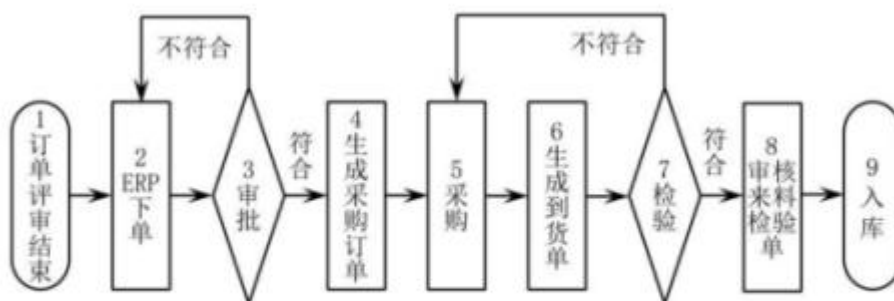 不符合
不符合
1
订单评审结束
2
ERP
下单
3
审批
符合
4
生成采购订单
5
采购
6
生成到货单
7
检验
符合
8
审核来料检验单
9
入库